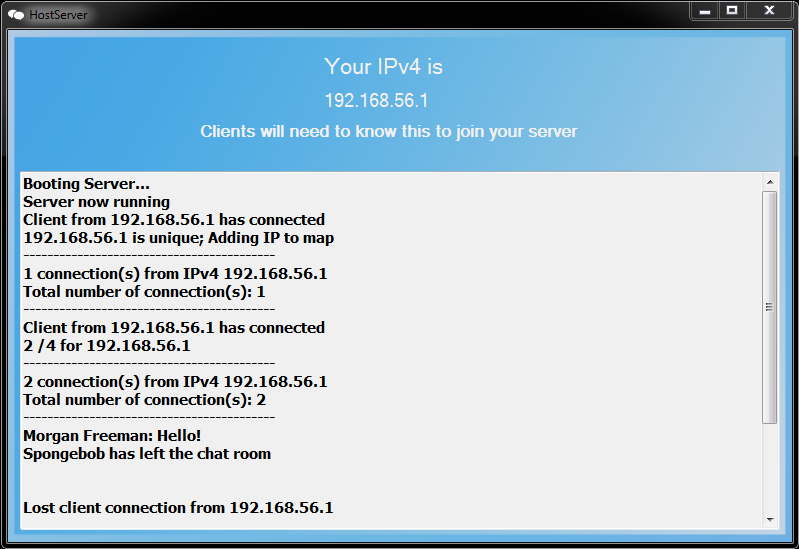 HostServer
Your IPv4 is
192.168.56.1
Clients will need to know this to join your server
Booting Server...
Server now running
Client from 192.168.56.1 has connected
192.168.56.1 is unique; Adding IP to map
------------------------------------------
1 connection(s) from IPv4 192.168.56.1
Total number of connection(s): 1
------------------------------------------
Client from 192.168.56.1 has connected
2 /4 for 192.168.56.1
------------------------------------------
2 connection(s) from IPv4 192.168.56.1
Total number of connection(s): 2
------------------------------------------
Morgan Freeman: Hello!
Spongebob has left the chat room
Lost client connection from 192.168.56.1